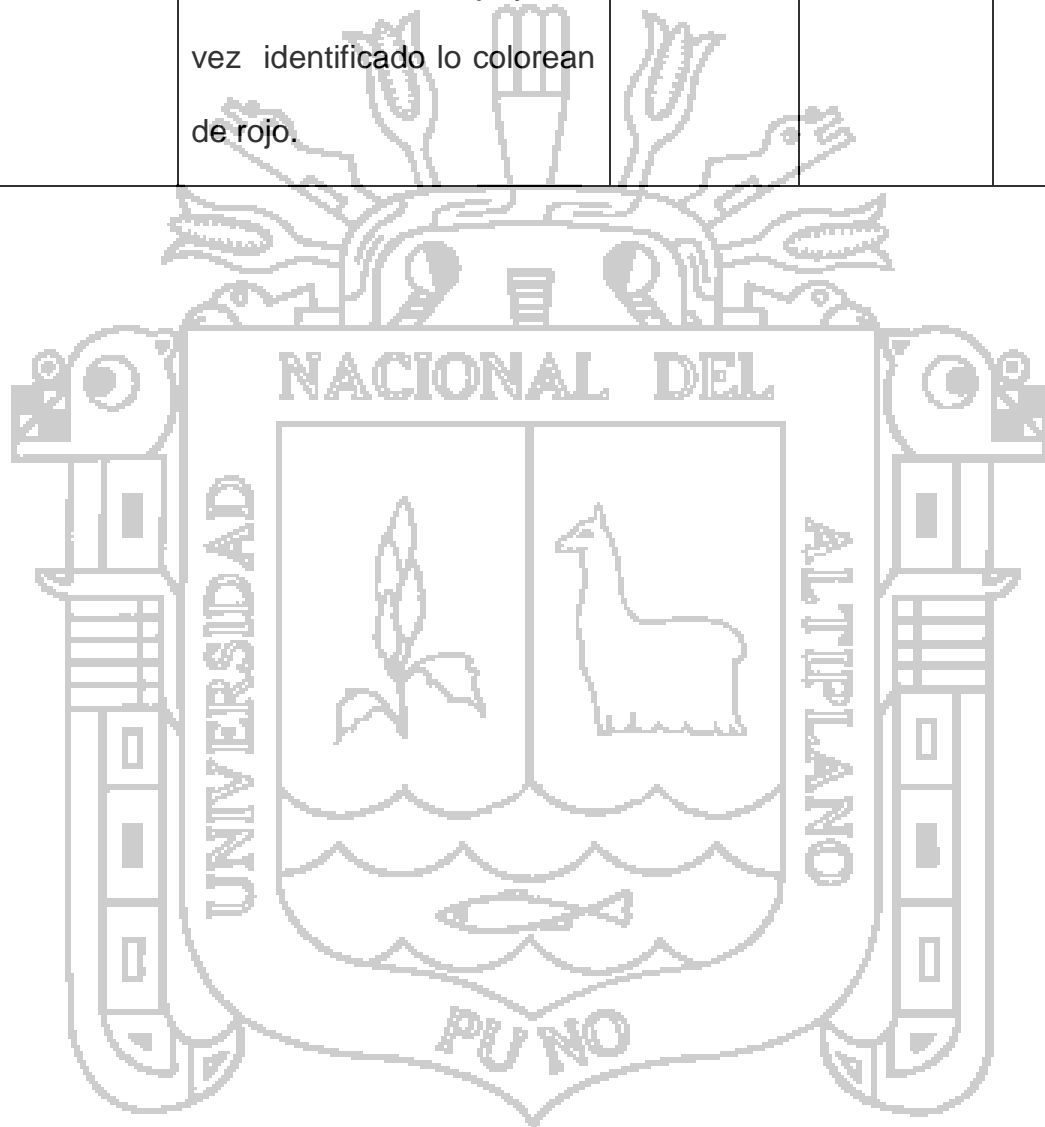 vez identificado lo colorean
de rojo.
NACIONAL DEL
UNIVERSIDAD
ALTIPLANO
PUNO